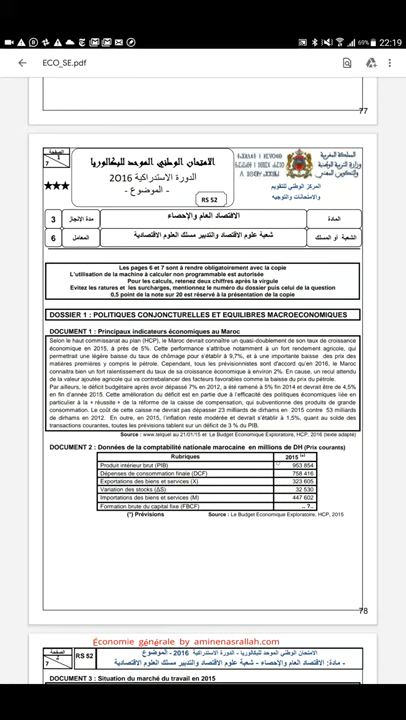 22:19
69%
ECO_SE.pdf
77
الصفحة
1
7
الامتحان الوطني الموحد للبكالوريا
الدورة الاستدراكية 2016
- الموضوع -
RS 52
المملكة المغربية
وزارة التربية الوطنية
والتكوين المهني
المركز الوطني للتقويم
والامتحانات والتوجيه
3
مدة الإنجاز
الاقتصاد العام والإحصاء
المادة
6
المعامل
شعبة علوم الاقتصاد والتدبير مسلك العلوم الاقتصادية
الشعبة أو المسلك
Les pages 6 et 7 sont à rendre obligatoirement avec la copie
L'utilisation de la machine à calculer non programmable est autorisée
Pour les calculs, retenez deux chiffres après la virgule
Evitez les ratures et les surcharges, mentionnez le numéro du dossier puis celui de la question
0,5 point de la note sur 20 est réservé à la présentation de la copie
DOSSIER 1 : POLITIQUES CONJONCTURELLES ET EQUILIBRES MACROECONOMIQUES
DOCUMENT 1 : Principaux indicateurs économiques au Maroc
Selon le haut commissariat au plan (HCP), le Maroc devrait connaître un quasi-doublement de son taux de croissance
économique en 2015, à près de 5%. Cette performance s'attribue notamment à un fort rendement agricole, qui
permettrait une légère baisse du taux de chômage pour s'établir à 9,7%, et à une importante baisse des prix des
matières premières y compris le pétrole. Cependant, tous les prévisionnistes sont d'accord qu'en 2016, le Maroc
connaitra bien un fort ralentissement du taux de sa croissance économique à environ 2%. En cause, un recul attendu
de la valeur ajoutée agricole qui va contrebalancer des facteurs favorables comme la baisse du prix du pétrole.
Par ailleurs, le déficit budgétaire après avoir dépassé 7% en 2012, a été ramené à 5% fin 2014 et devrait être de 4,5%
en fin d'année 2015. Cette amélioration du déficit est en partie due à l'efficacité des politiques économiques liée en
particulier à la « réussite » de la réforme de la caisse de compensation, qui subventionne des produits de grande
consommation. Le coût de cette caisse ne devrait pas dépasser 23 milliards de dirhams en 2015 contre 53 milliards
de dirhams en 2012. En outre, en 2015, l'inflation reste modérée et devrait s'établir à 1,5%, quant au solde des
transactions courantes, toutes les prévisions tablent sur un déficit de 3 % du PIB.
Source : www.telquel au 21/01/15 et Le Budget Economique Exploratoire, HCP, 2016 (texte adapté)
DOCUMENT 2 : Données de la comptabilité nationale marocaine en millions de DH (Prix courants)
Rubriques 2015 (*)
Produit intérieur brut (PIB) 953 854
Dépenses de consommation finale (DCF) 758 416
Exportations des biens et services (X) 323 605
Variation des stocks (ΔS) 32 530
Importations des biens et services (M) 447 602
Formation brute du capital fixe (FBCF) .. ?..
(*) Prévisions Source : Le Budget Economique Exploratoire, HCP, 2015
78
Économie générale by aminenasrallah.com
الصفحة
2
7
RS 52
الامتحان الوطني الموحد للبكالوريا - الدورة الاستدراكية 2016 - الموضوع
- مادة: الاقتصاد العام والإحصاء - شعبة علوم الاقتصاد والتدبير مسلك العلوم الاقتصادية
DOCUMENT 3 : Situation du marché du travail en 2015